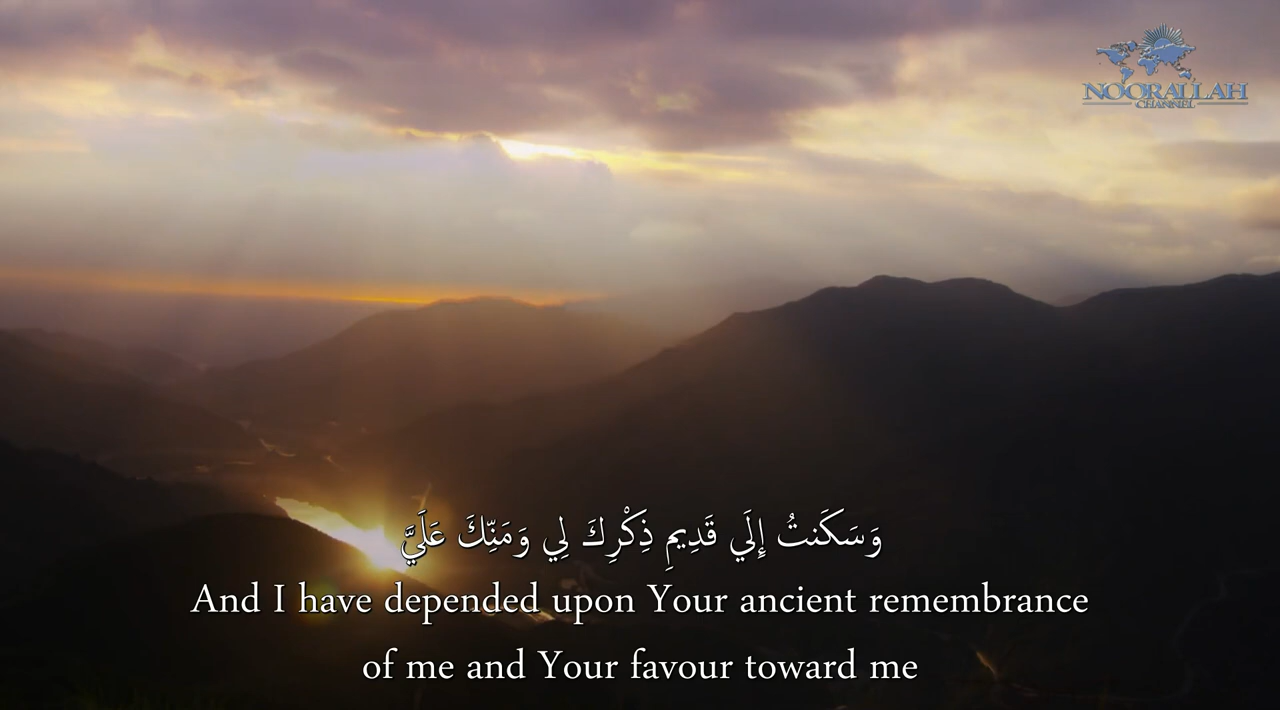 NOORALLAH
CHANNEL
وَسَكَنتُ إِلَي قَدِيمِ ذِكْرِكَ لِي وَمَنِّكَ عَلَيَّ
And I have depended upon Your ancient remembrance
of me and Your favour toward me